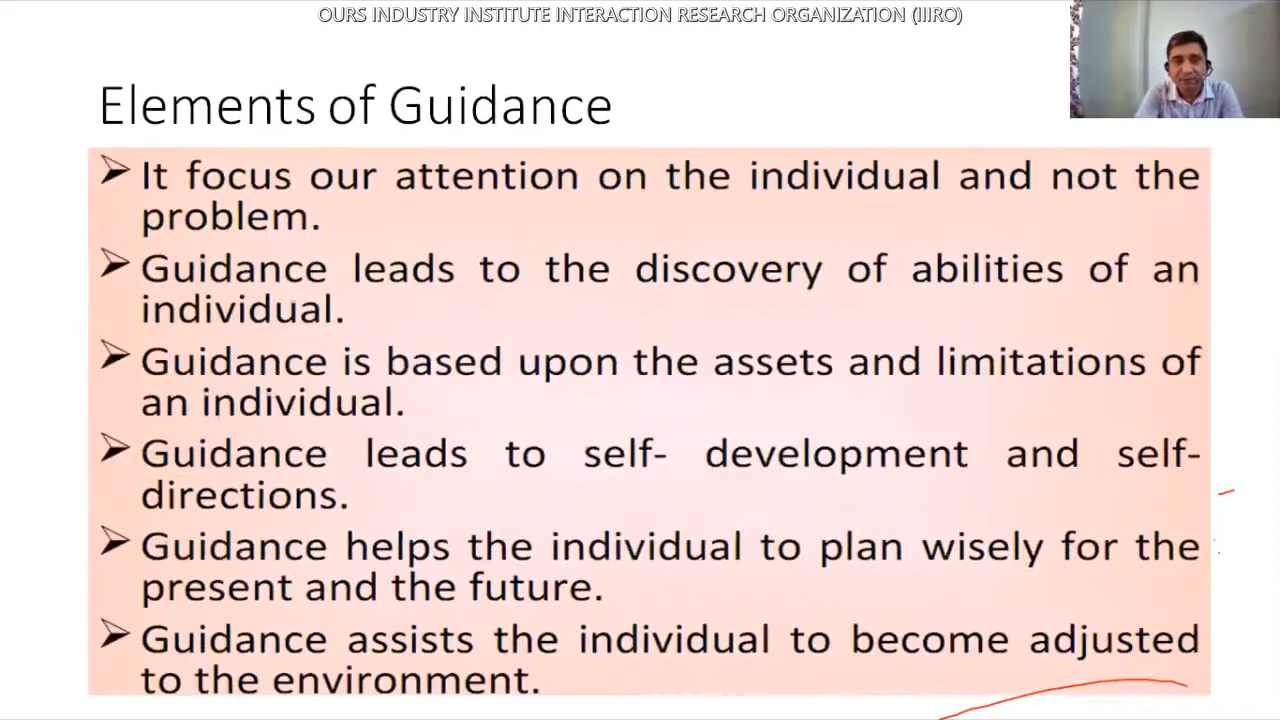 OURS INDUSTRY INSTITUTE INTERACTION RESEARCH ORGANIZATION (IIIRO)
Elements of Guidance
➢ It focus our attention on the individual and not the
problem.
➢ Guidance leads to the discovery of abilities of an
individual.
➢ Guidance is based upon the assets and limitations of
an individual.
➢ Guidance leads to self- development and self-
directions.
➢ Guidance helps the individual to plan wisely for the
present and the future.
➢ Guidance assists the individual to become adjusted
to the environment.